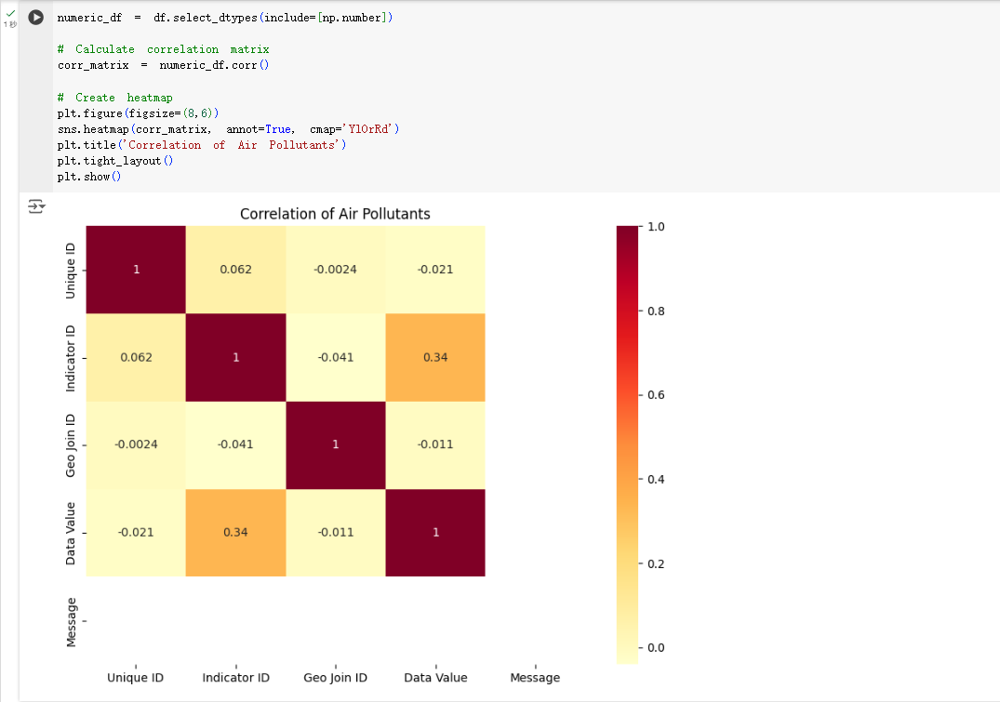 numeric_df = df.select_dtypes(include=[np.number])
# Calculate correlation matrix
corr_matrix = numeric_df.corr()
# Create heatmap
plt.figure(figsize=(8,6))
sns.heatmap(corr_matrix, annot=True, cmap='YlOrRd')
plt.title('Correlation of Air Pollutants')
plt.tight_layout()
plt.show()
1 秒
Correlation of Air Pollutants
Unique ID 1 0.062 -0.0024 -0.021
Indicator ID 0.062 1 -0.041 0.34
Geo Join ID -0.0024 -0.041 1 -0.011
Data Value -0.021 0.34 -0.011 1
Message
Unique ID Indicator ID Geo Join ID Data Value Message
1.0
0.8
0.6
0.4
0.2
0.0